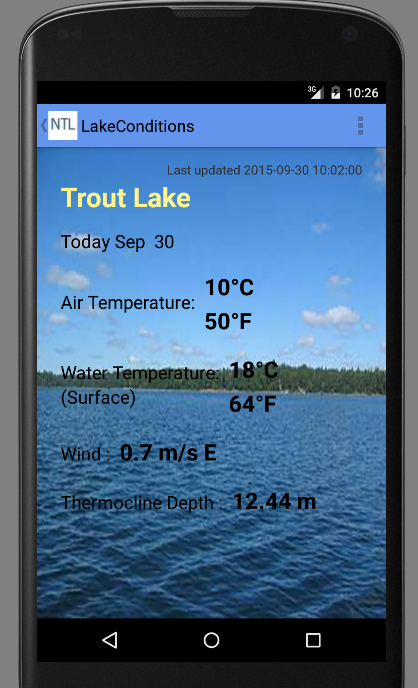 3G 10:26
NTL LakeConditions
Last updated 2015-09-30 10:02:00
Trout Lake
Today Sep 30
Air Temperature: 10°C
50°F
Water Temperature: 18°C
(Surface) 64°F
Wind : 0.7 m/s E
Thermocline Depth : 12.44 m